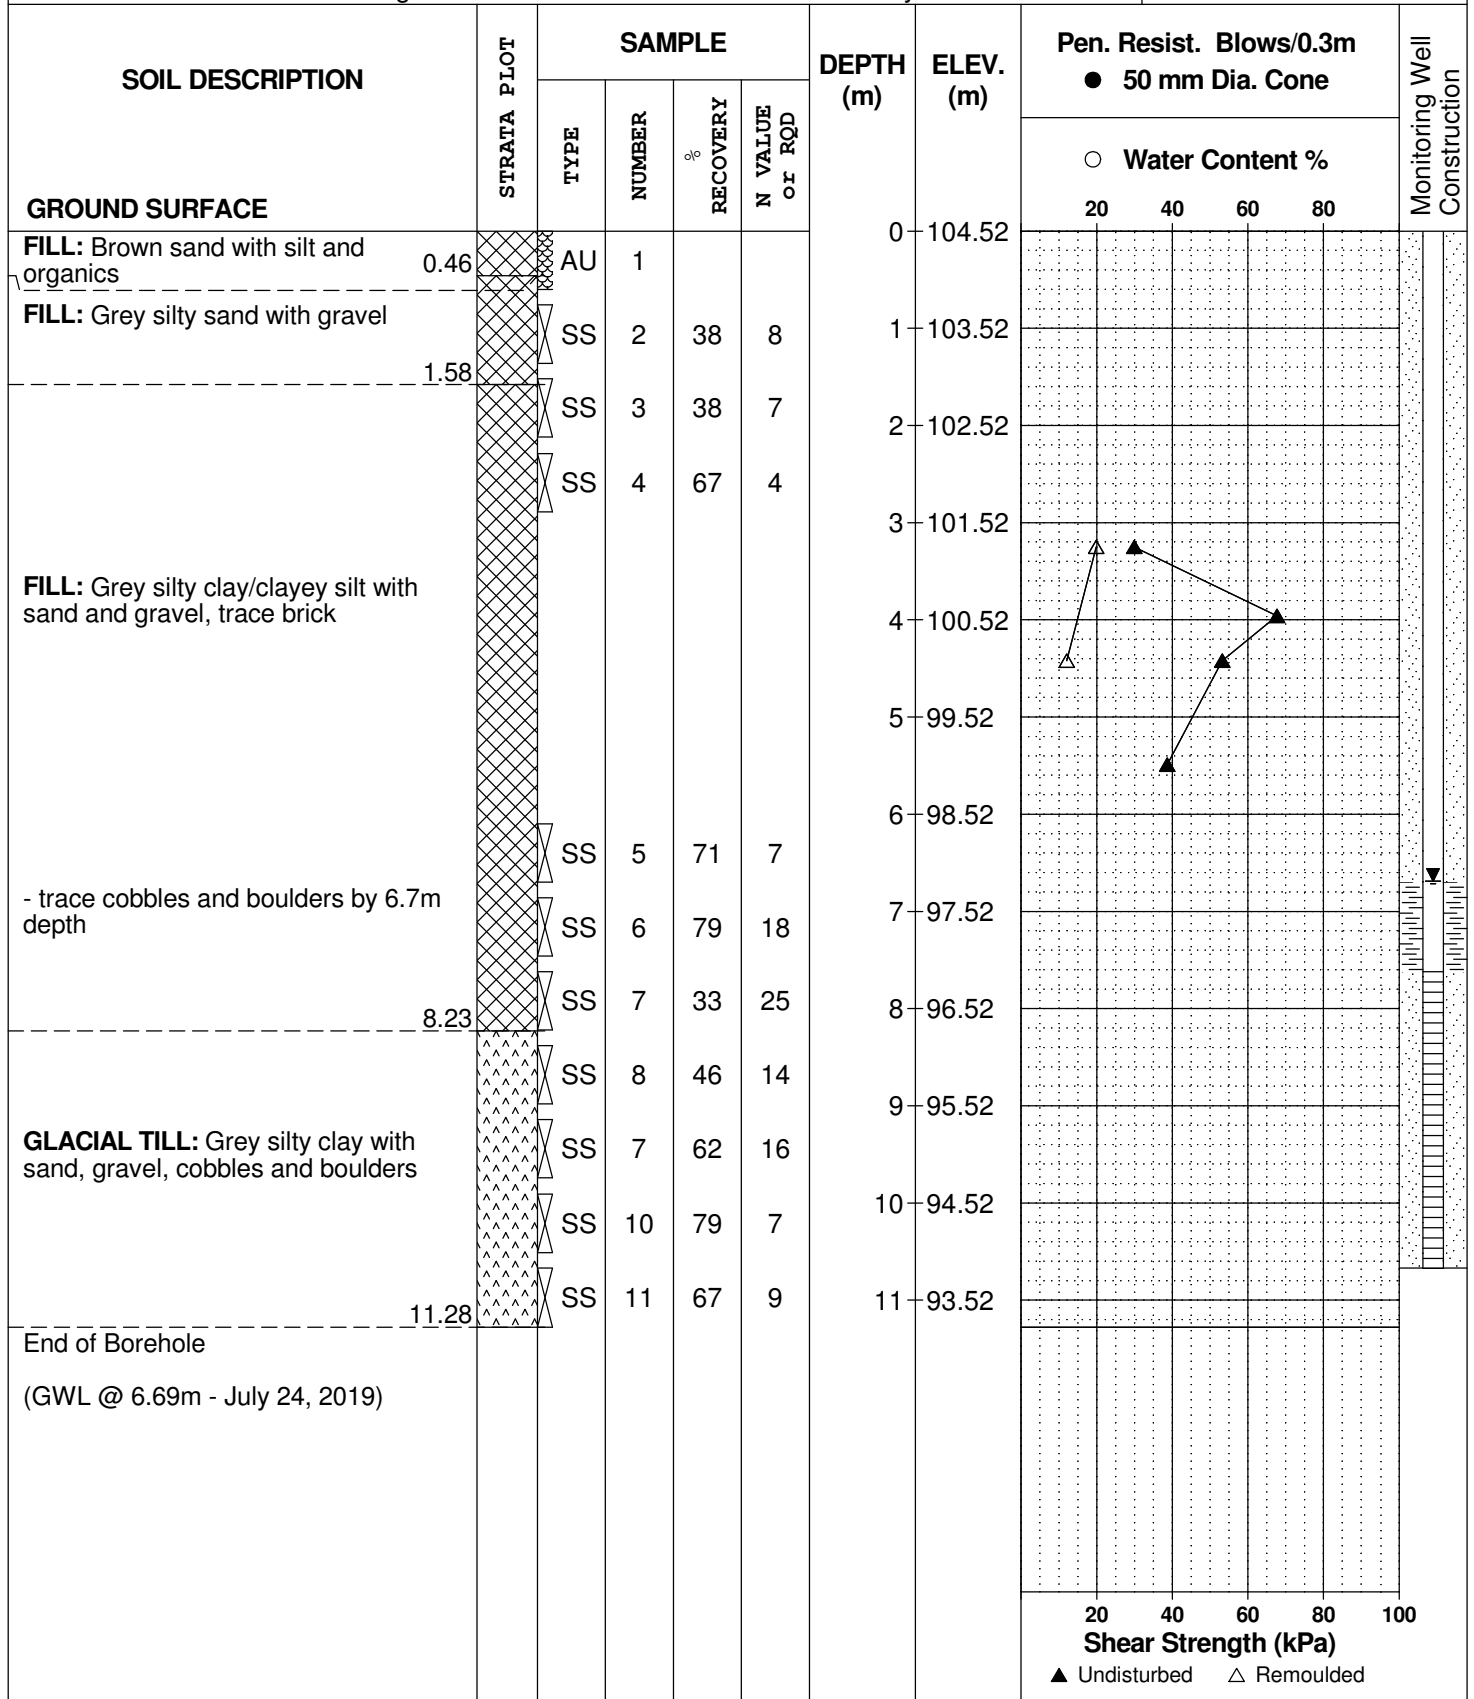 SOIL DESCRIPTION
GROUND SURFACE
STRATA PLOT
SAMPLE
TYPE
NUMBER
%
RECOVERY
N VALUE
or RQD
DEPTH
(m)
ELEV.
(m)
Pen. Resist. Blows/0.3m
● 50 mm Dia. Cone
○ Water Content %
20 40 60 80
Monitoring Well
Construction
0 104.52
FILL: Brown sand with silt and
organics
0.46
AU 1
FILL: Grey silty sand with gravel
SS 2 38 8
1 103.52
1.58
SS 3 38 7
2 102.52
SS 4 67 4
3 101.52
FILL: Grey silty clay/clayey silt with
sand and gravel, trace brick
4 100.52
5 99.52
6 98.52
SS 5 71 7
- trace cobbles and boulders by 6.7m
depth
7 97.52
SS 6 79 18
SS 7 33 25
8 96.52
8.23
SS 8 46 14
9 95.52
GLACIAL TILL: Grey silty clay with
sand, gravel, cobbles and boulders
SS 7 62 16
10 94.52
SS 10 79 7
SS 11 67 9
11 93.52
11.28
End of Borehole
(GWL @ 6.69m - July 24, 2019)
20 40 60 80 100
Shear Strength (kPa)
▲ Undisturbed △ Remoulded